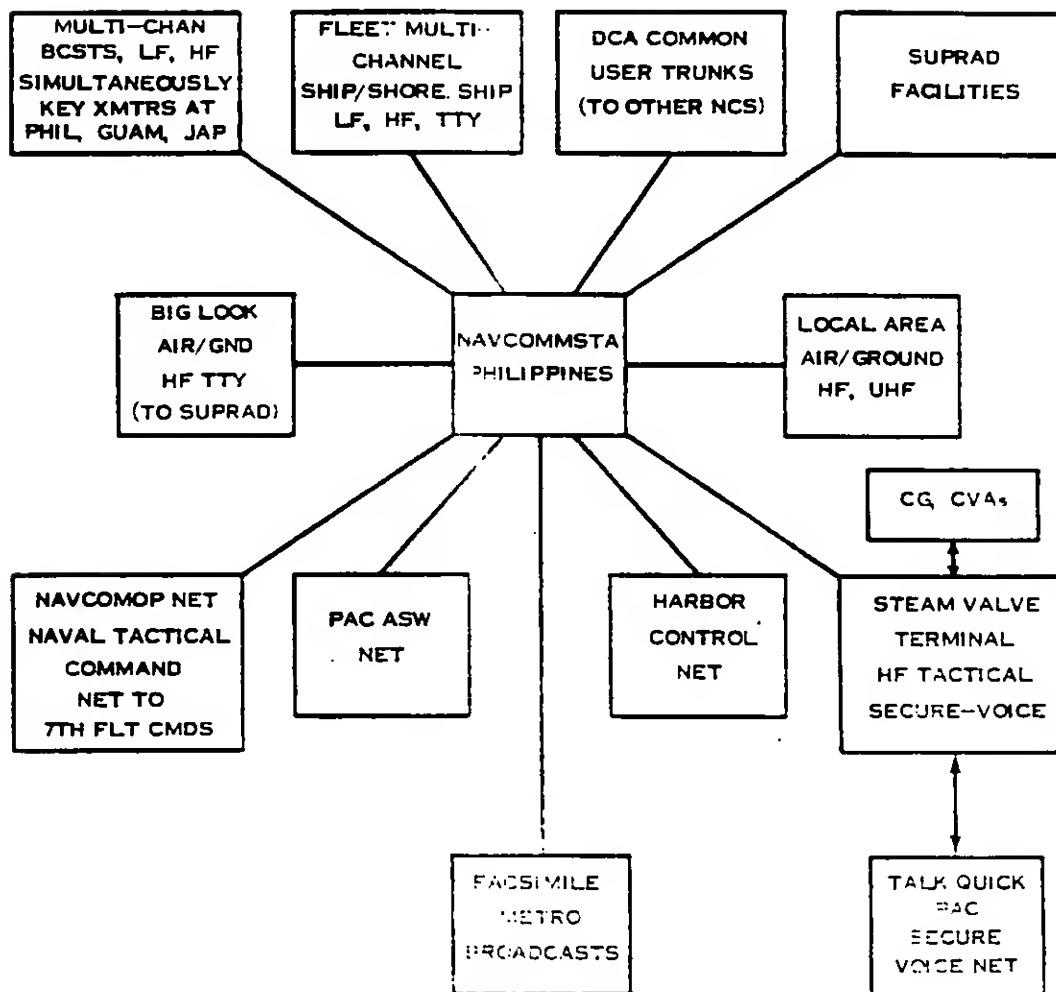 MULTI-CHAN
BCSTS, LF, HF
SIMULTANEOUSLY
KEY XMTRS AT
PHIL, GUAM, JAP
FLEET MULTI-
CHANNEL
SHIP/SHORE. SHIP
LF, HF, TTY
DCA COMMON
USER TRUNKS
(TO OTHER NCS)
SUPRAD
FACILITIES
BIG LOOK
AIR/GND
HF TTY
(TO SUPRAD)
NAVCOMMSTA
PHILIPPINES
LOCAL AREA
AIR/GROUND
HF, UHF
CG, CVAs
NAVCOMOP NET
NAVAL TACTICAL
COMMAND
NET TO
7TH FLT CMDS
PAC ASW
NET
HARBOR
CONTROL
NET
STEAM VALVE
TERMINAL
HF TACTICAL
SECURE-VOICE
FACSIMILE
METRO
BROADCASTS
TALK QUICK
PAC
SECURE
VOICE NET